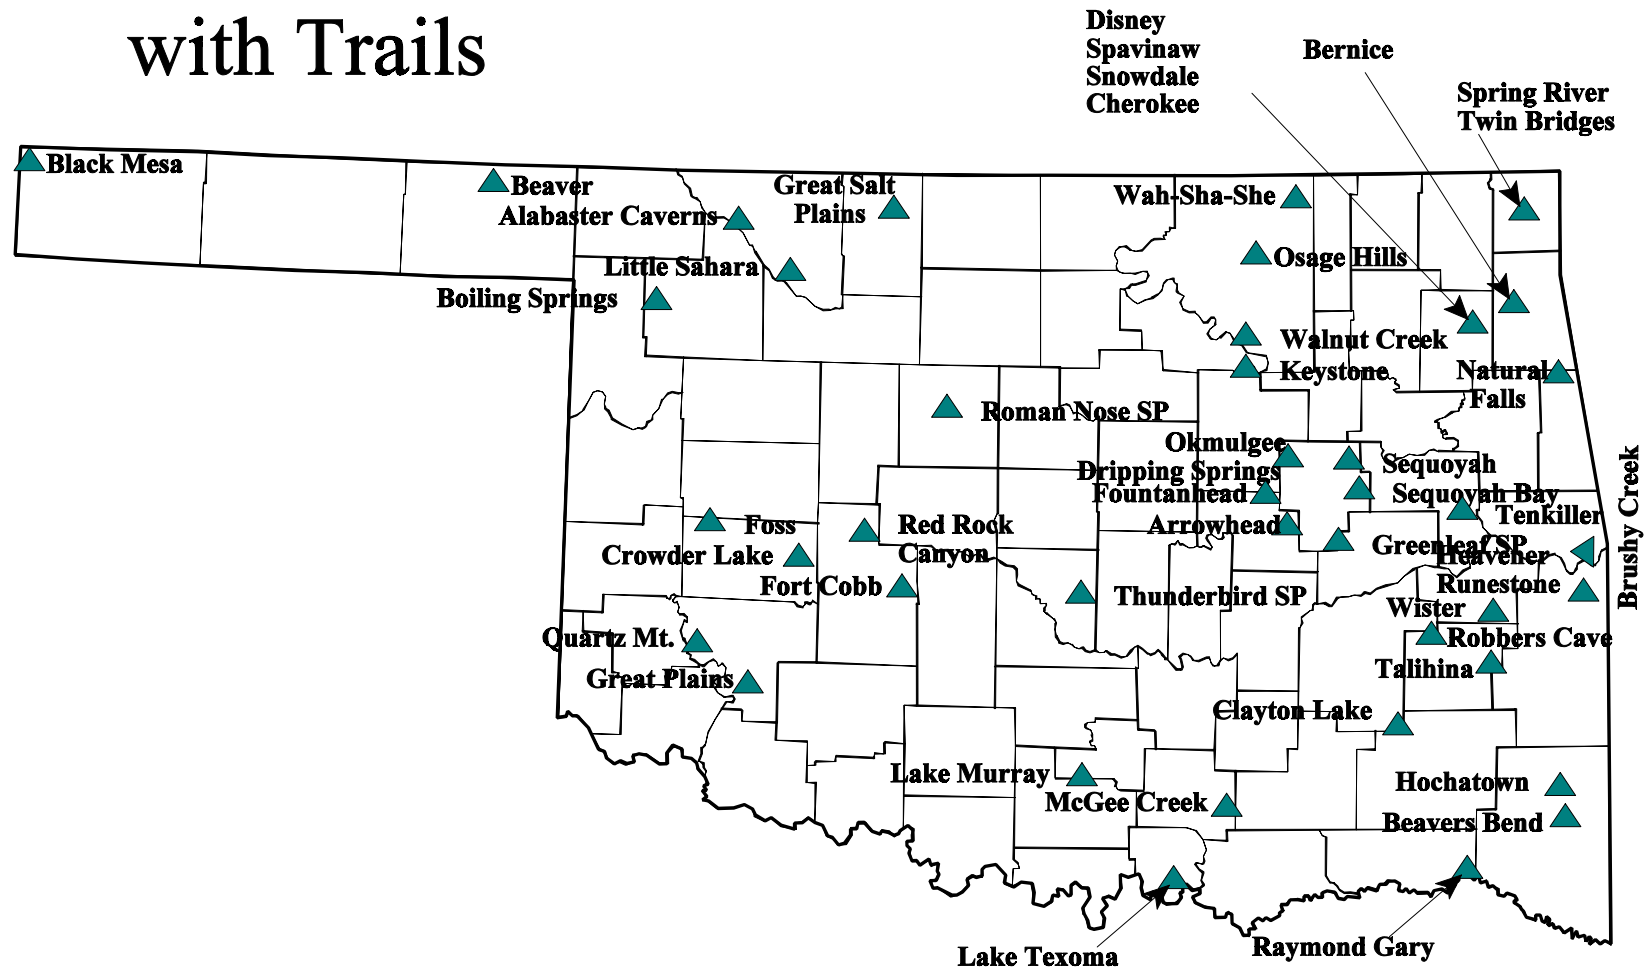 with Trails
Disney
Spavinaw
Snowdale
Cherokee
Bernice
Spring River
Twin Bridges
Black Mesa
Beaver
Alabaster Caverns
Great Salt
Plains
Wah-Sha-She
Little Sahara
Osage Hills
Boiling Springs
Walnut Creek
Keystone
Natural
Falls
Roman Nose SP
Okmulgee
Dripping Springs
Fountanhead
Arrowhead
Sequoyah
Sequoyah Bay
Tenkiller
Brushy Creek
Foss
Red Rock
Canyon
Crowder Lake
Greenleaf SP
Heavener
Runestone
Fort Cobb
Thunderbird SP
Wister
Quartz Mt.
Robbers Cave
Great Plains
Talihina
Clayton Lake
Lake Murray
McGee Creek
Hochatown
Beavers Bend
Lake Texoma
Raymond Gary